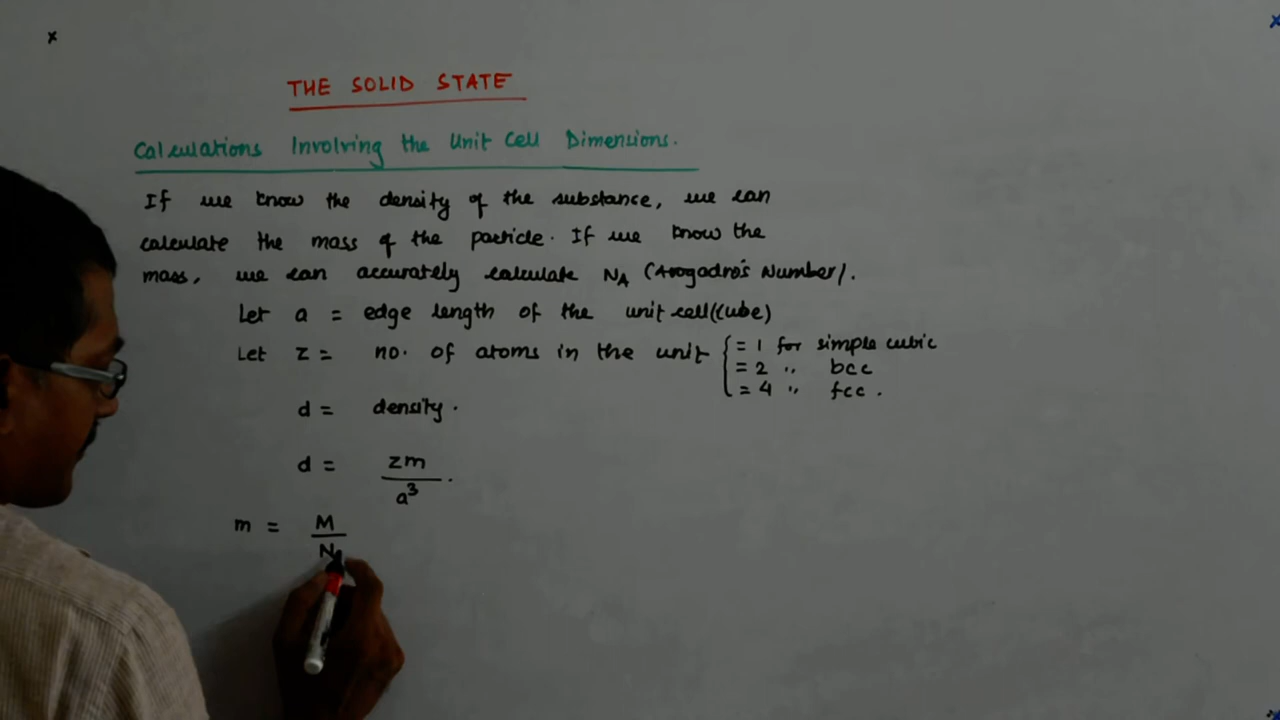 THE SOLID STATE
Calculations Involving the Unit Cell Dimensions.
If we know the density of the substance, we can
calculate the mass of the particle. If we know the
mass, we can accurately calculate NA (Avogadro's Number).
Let a = edge length of the unit cell (Cube)
Let Z = no. of atoms in the unit { = 1 for simple cubic
= 2 ,, bcc
= 4 ,, fcc.
d = density.
d = zm / a³.
m = M / N